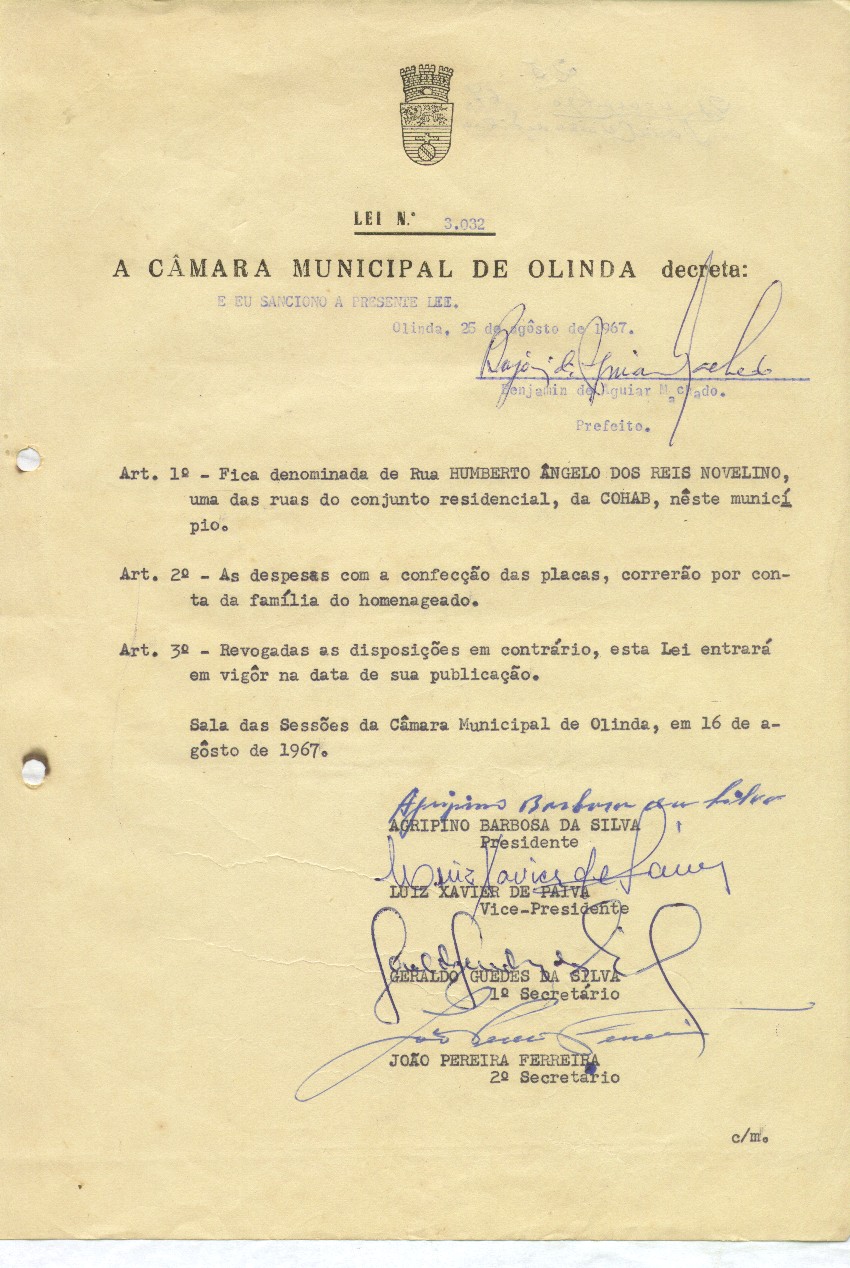 LEI N.º 3.032
A CÂMARA MUNICIPAL DE OLINDA decreta:
E EU SANCIONO A PRESENTE LEI.
Olinda, 25 de agôsto de 1967.
Benjamin de Aguiar Machado.
Prefeito.
Art. 1º - Fica denominada de Rua HUMBERTO ÂNGELO DOS REIS NOVELINO,
uma das ruas do conjunto residencial, da COHAB, nêste municí
pio.
Art. 2º - As despesas com a confecção das placas, correrão por con-
ta da família do homenageado.
Art. 3º - Revogadas as disposições em contrário, esta Lei entrará
em vigôr na data de sua publicação.
Sala das Sessões da Câmara Municipal de Olinda, em 16 de a-
gôsto de 1967.
Agripino Barbosa da Silva
AGRIPINO BARBOSA DA SILVA
Presidente
Luiz Xavier de Paiva
LUIZ XAVIER DE PAIVA
Vice-Presidente
GERALDO GUEDES DA SILVA
1º Secretário
João Pereira Ferreira
JOÃO PEREIRA FERREIRA
2º Secretário
c/m.